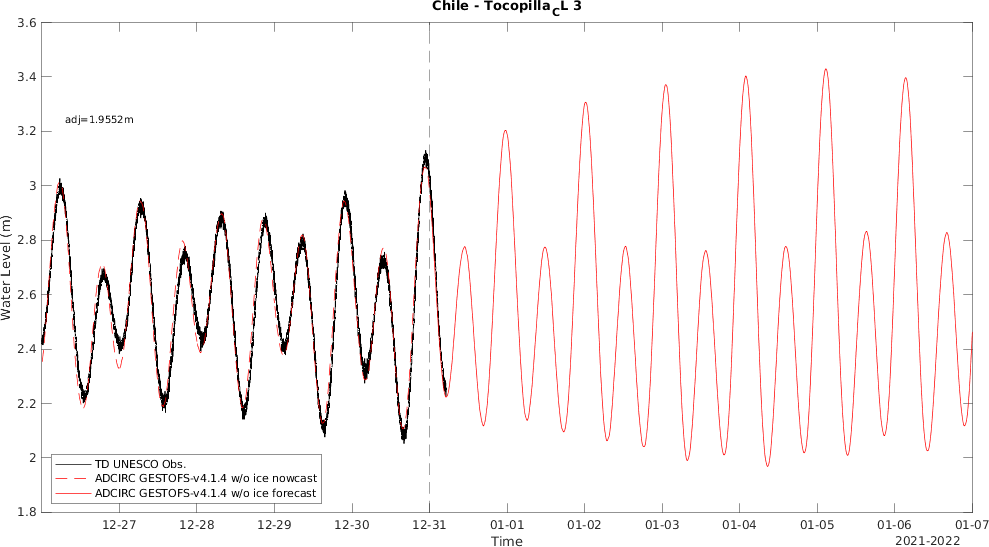 Chile - Tocopilla_CL 3
adj=1.9552m
Water Level (m)
3.6
3.4
3.2
3
2.8
2.6
2.4
2.2
2
1.8
TD UNESCO Obs.
ADCIRC GESTOFS-v4.1.4 w/o ice nowcast
ADCIRC GESTOFS-v4.1.4 w/o ice forecast
12-27 12-28 12-29 12-30 12-31 01-01 01-02 01-03 01-04 01-05 01-06 01-07
Time
2021-2022